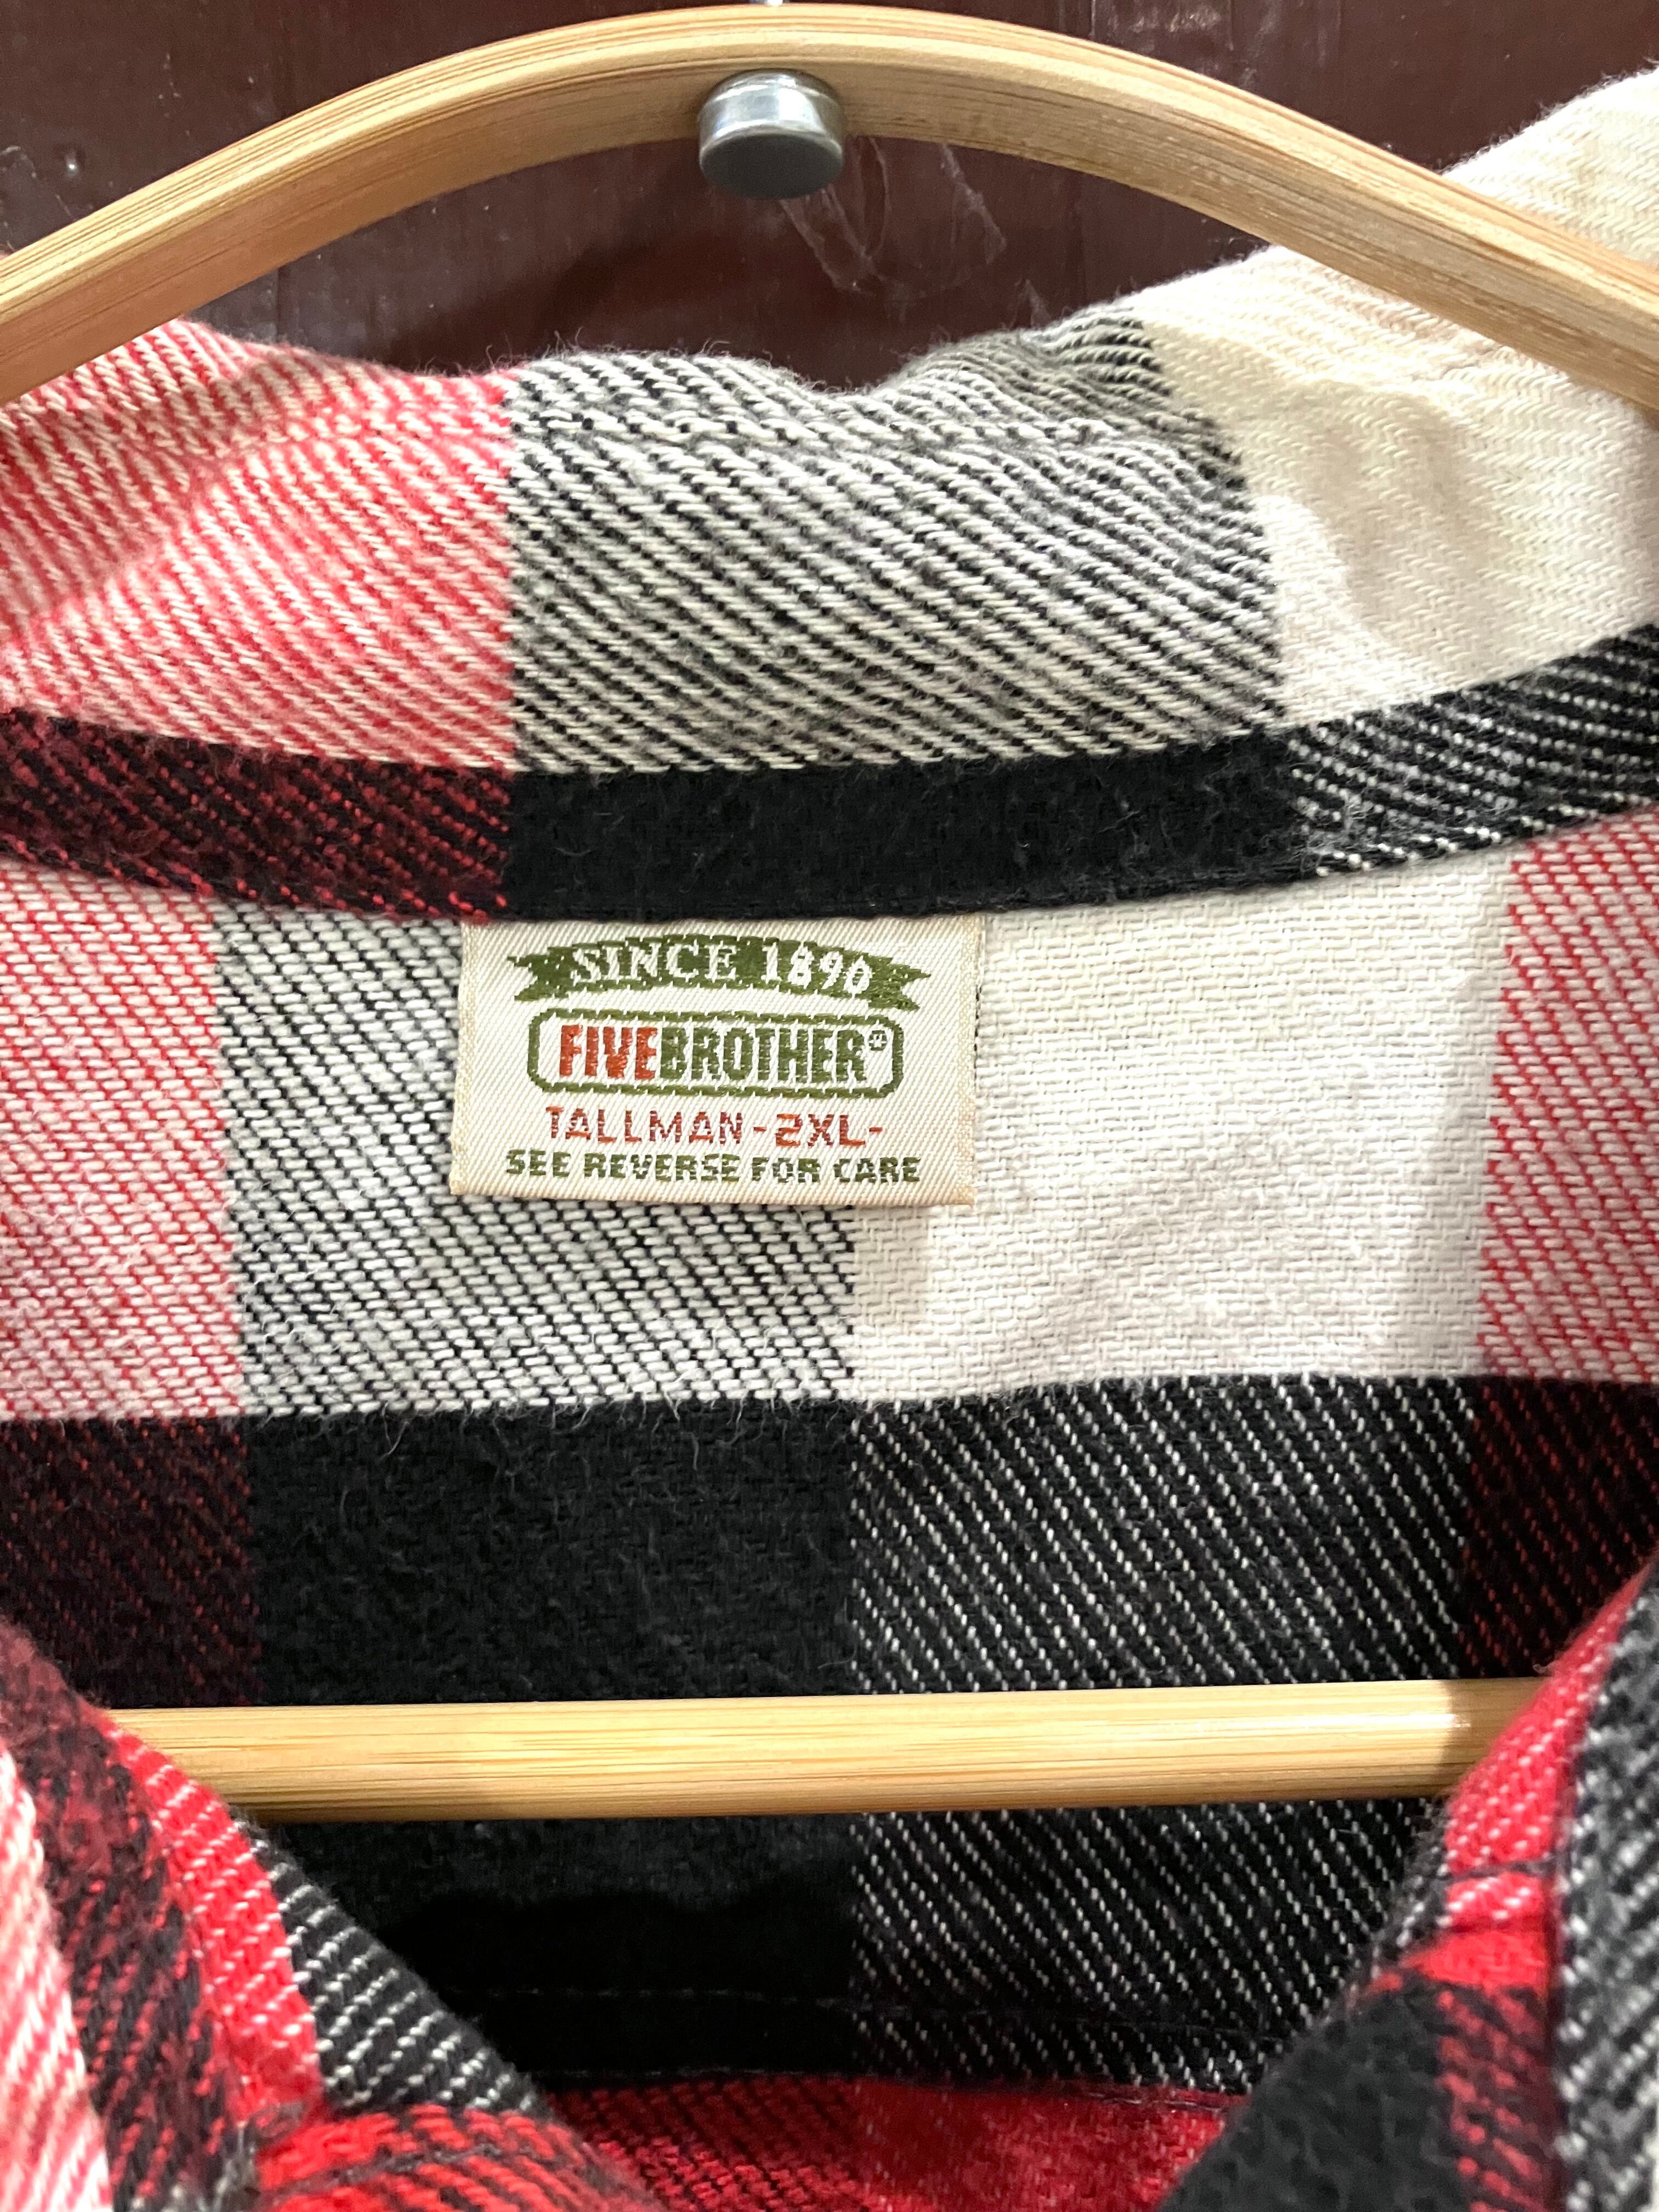 SINCE 1890
FIVEBROTHER®
TALLMAN -2XL-
SEE REVERSE FOR CARE